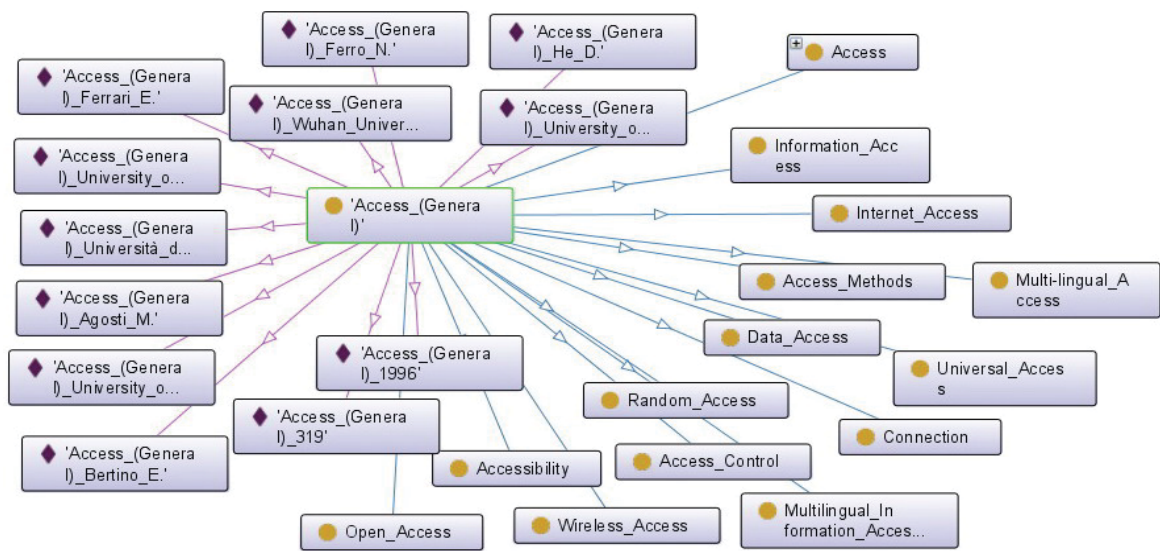 'Access_(Genera
l)_Ferro_N.'
'Access_(Genera
l)_He_D.'
Access
'Access_(Genera
l)_Ferrari_E.'
'Access_(Genera
l)_Wuhan_Univer...
'Access_(Genera
l)_University_o...
Information_Acc
ess
'Access_(Genera
l)_University_o...
'Access_(Genera
l)'
Internet_Access
'Access_(Genera
l)_Università_d...
Access_Methods
Multi-lingual_A
ccess
'Access_(Genera
l)_Agosti_M.'
Data_Access
'Access_(Genera
l)_1996'
'Access_(Genera
l)_University_o...
Universal_Acces
s
Random_Access
'Access_(Genera
l)_319'
Connection
'Access_(Genera
l)_Bertino_E.'
Accessibility
Access_Control
Open_Access
Wireless_Access
Multilingual_In
formation_Acces...